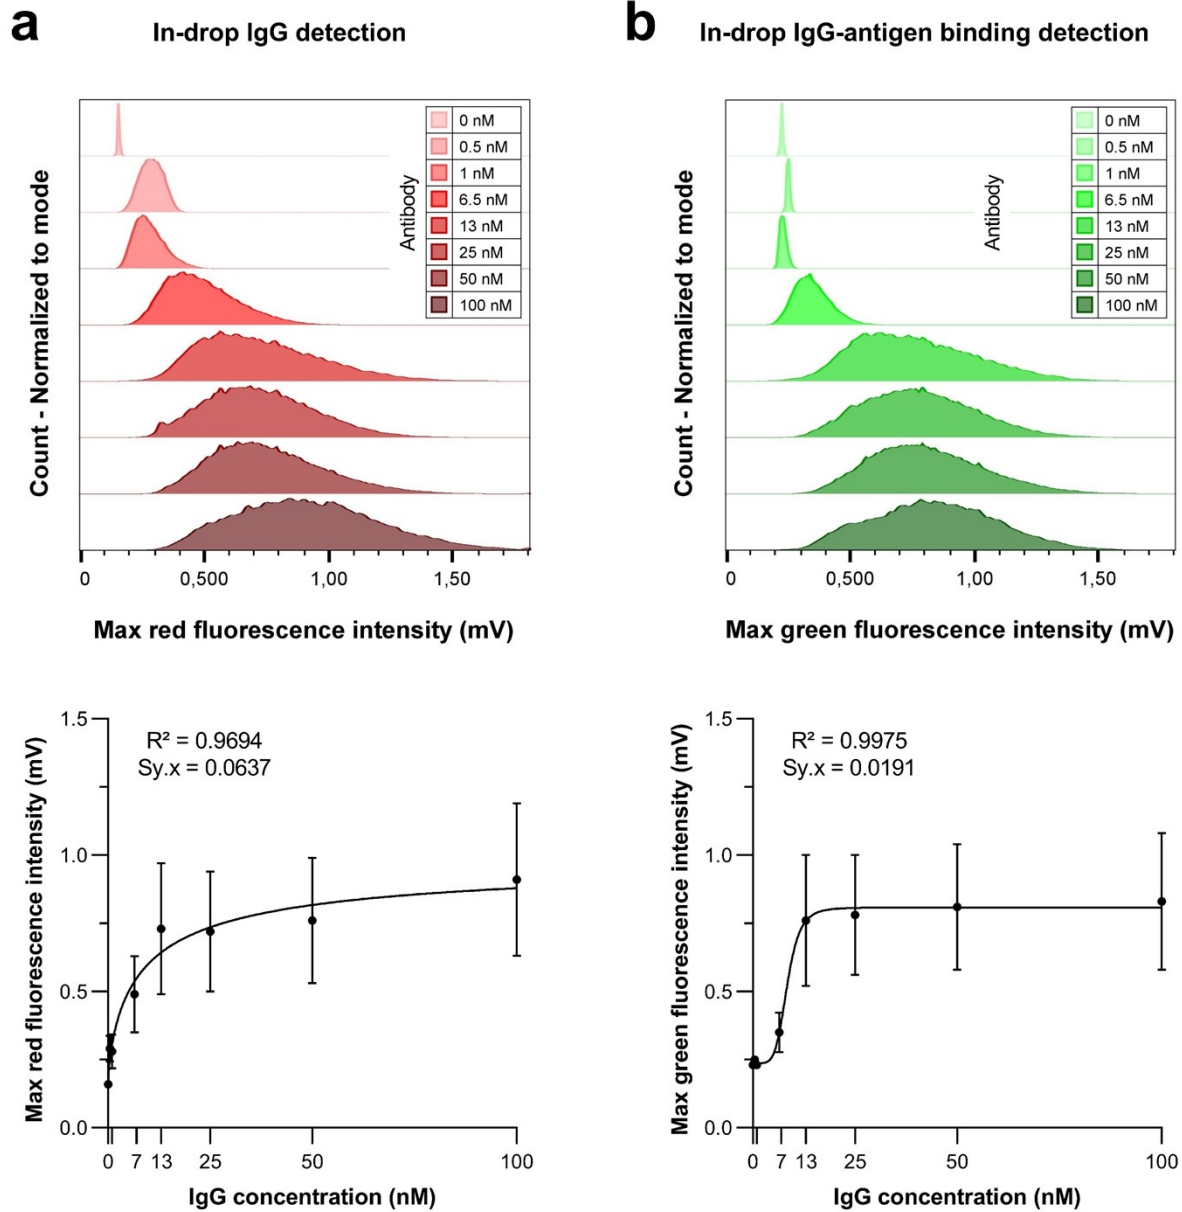 a
In-drop IgG detection
Count - Normalized to mode
Antibody
0 nM
0.5 nM
1 nM
6.5 nM
13 nM
25 nM
50 nM
100 nM
0 0,500 1,00 1,50
Max red fluorescence intensity (mV)
Max red fluorescence intensity (mV)
1.5
1.0
0.5
0.0
R² = 0.9694
Sy.x = 0.0637
0 7 13 25 50 100
IgG concentration (nM)
b
In-drop IgG-antigen binding detection
Count - Normalized to mode
Antibody
0 nM
0.5 nM
1 nM
6.5 nM
13 nM
25 nM
50 nM
100 nM
0 0,500 1,00 1,50
Max green fluorescence intensity (mV)
Max green fluorescence intensity (mV)
1.5
1.0
0.5
0.0
R² = 0.9975
Sy.x = 0.0191
0 7 13 25 50 100
IgG concentration (nM)